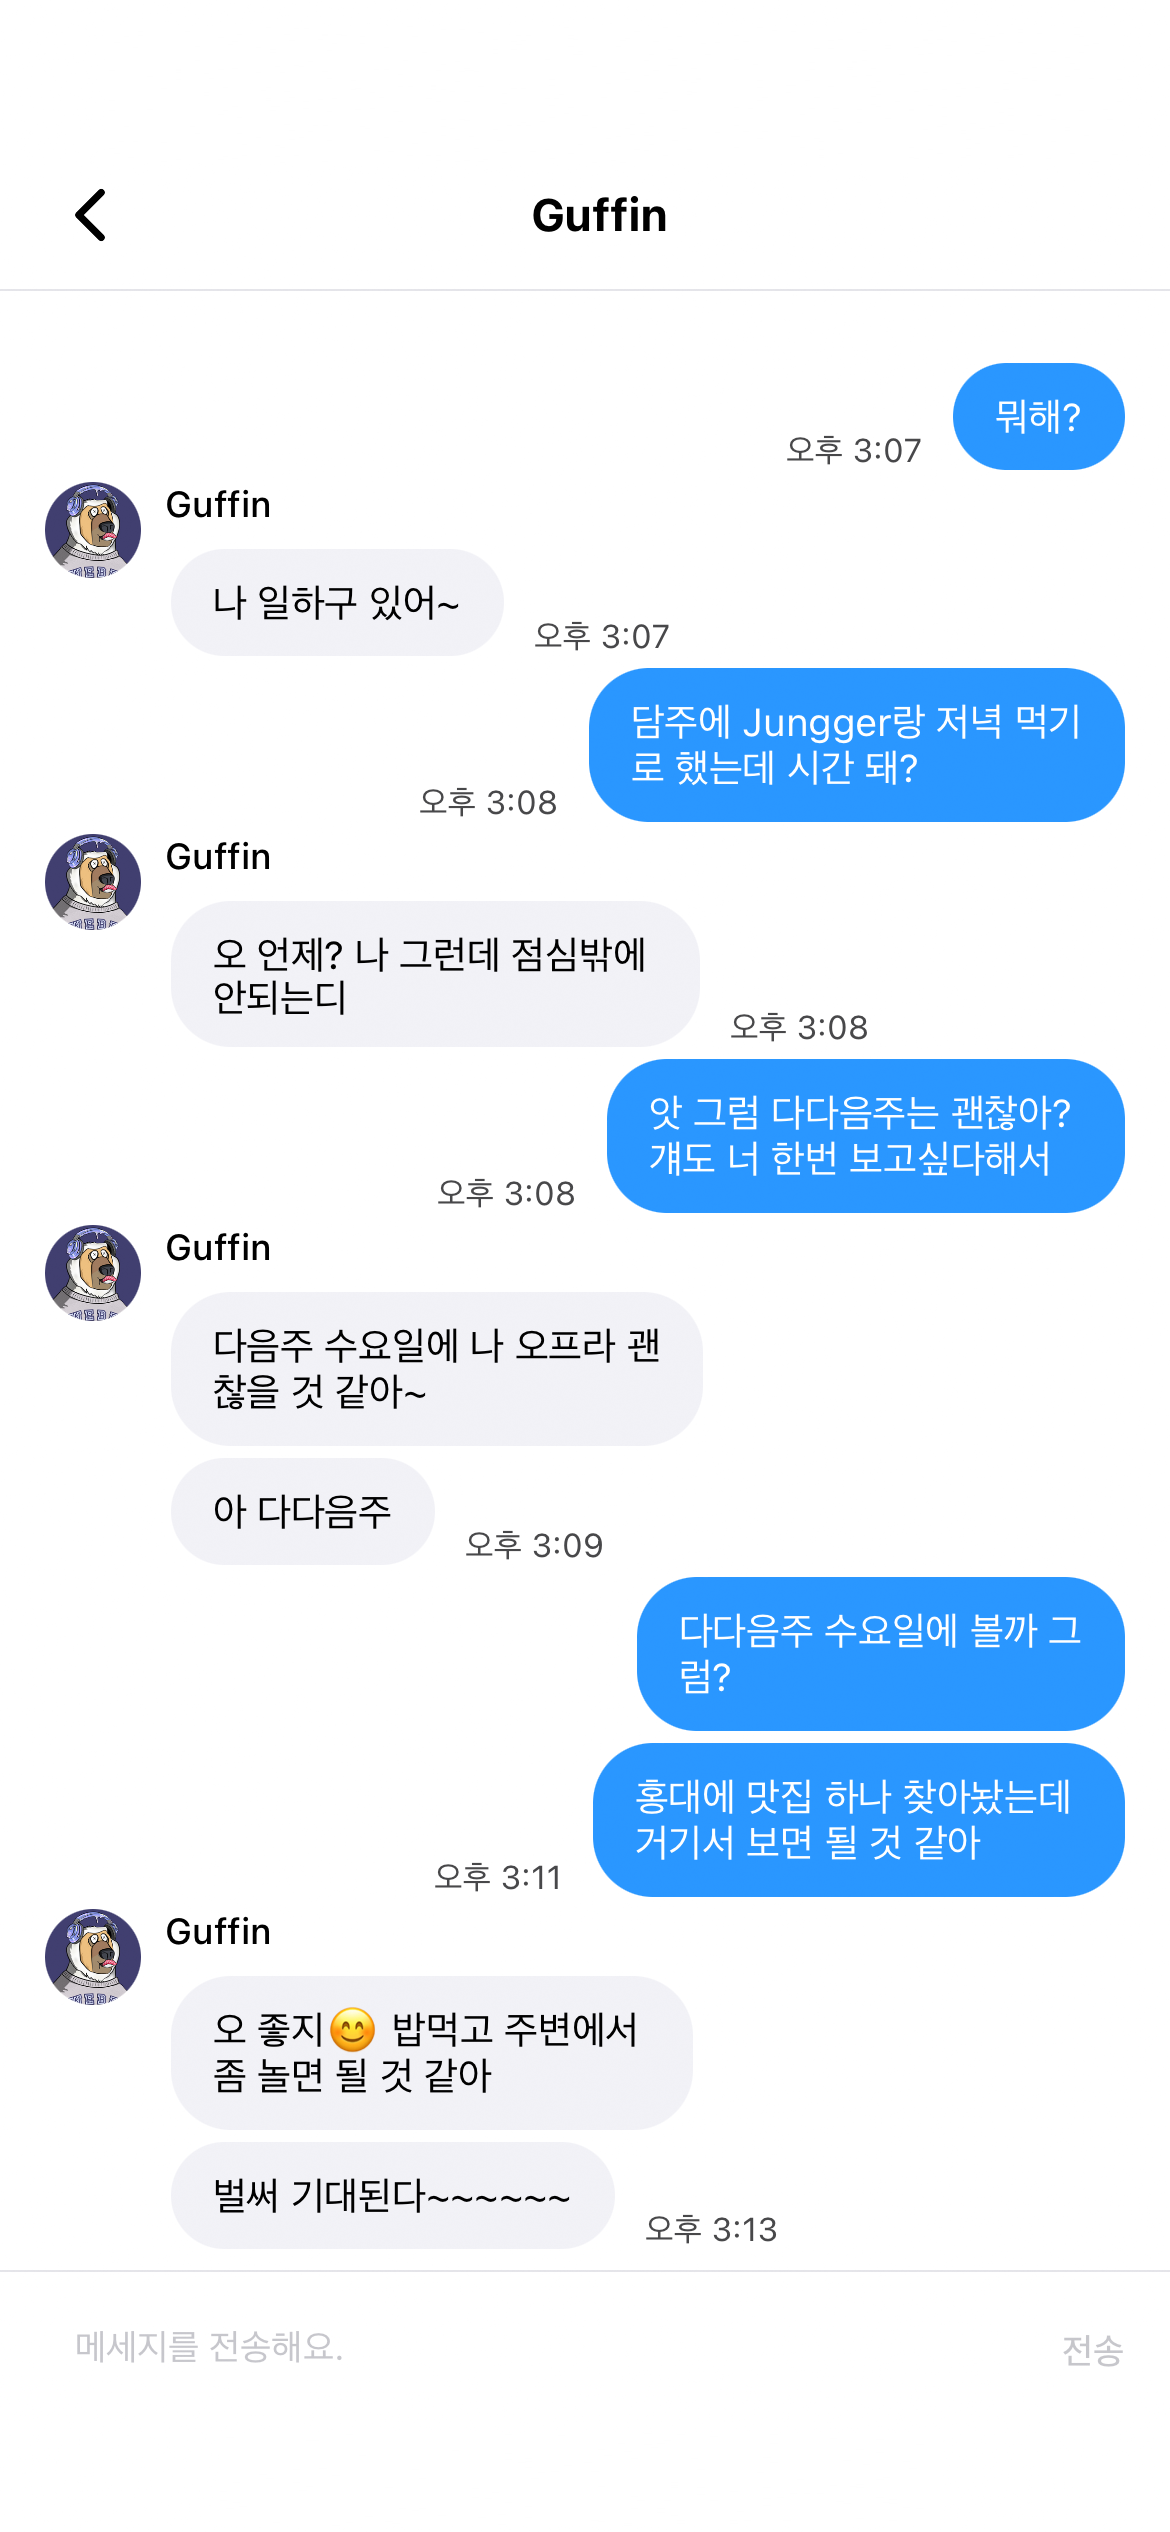 Guffin
뭐해?
오후 3:07
Guffin
나 일하구 있어~
오후 3:07
담주에 Jungger랑 저녁 먹기
로 했는데 시간 돼?
오후 3:08
Guffin
오 언제? 나 그런데 점심밖에
안되는디
오후 3:08
앗 그럼 다다음주는 괜찮아?
걔도 너 한번 보고싶다해서
오후 3:08
Guffin
다음주 수요일에 나 오프라 괜
찮을 것 같아~
아 다다음주
오후 3:09
다다음주 수요일에 볼까 그
럼?
홍대에 맛집 하나 찾아놨는데
거기서 보면 될 것 같아
오후 3:11
Guffin
오 좋지😊 밥먹고 주변에서
좀 놀면 될 것 같아
벌써 기대된다~~~~~~
오후 3:13
메세지를 전송해요.
전송